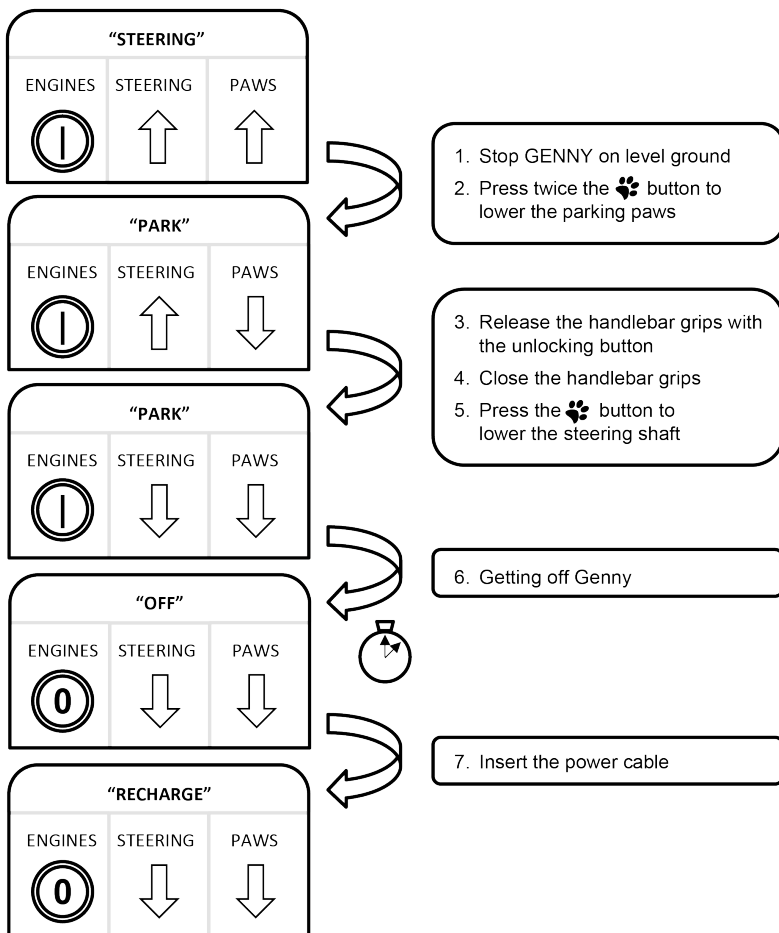 “STEERING”
ENGINES STEERING PAWS
1. Stop GENNY on level ground
2. Press twice the button to
lower the parking paws
“PARK”
ENGINES STEERING PAWS
3. Release the handlebar grips with
the unlocking button
4. Close the handlebar grips
5. Press the button to
lower the steering shaft
“PARK”
ENGINES STEERING PAWS
6. Getting off Genny
“OFF”
ENGINES STEERING PAWS
0
7. Insert the power cable
“RECHARGE”
ENGINES STEERING PAWS
0